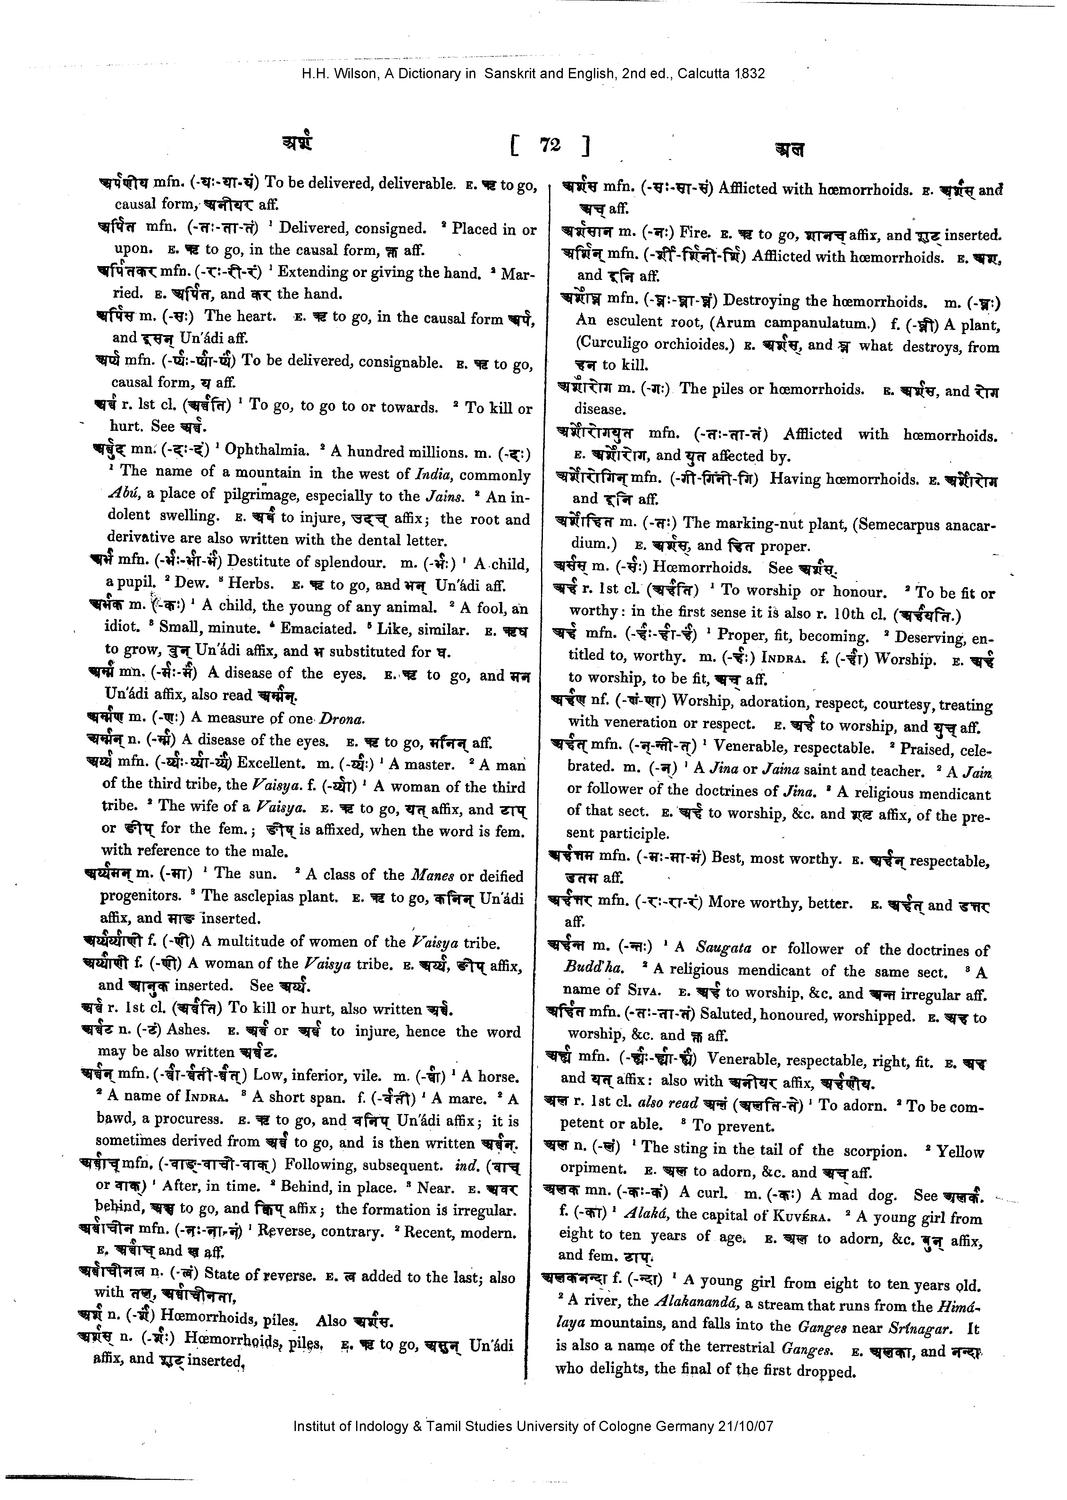 H.H. Wilson, A Dictionary in Sanskrit and English, 2nd ed., Calcutta 1832
अर्श [ 72 ] अल
अर्पणीय mfn. (-यः-या-यं) To be delivered, deliverable. E. ऋ to go,
causal form, अनीयर् aff.
अर्पित mfn. (-तः-ता-तं) ¹ Delivered, consigned. ² Placed in or
upon. E. ऋ to go, in the causal form, क्त aff.
अर्पितकर mfn. (-रः-री-रं) ¹ Extending or giving the hand. ² Mar-
ried. E. अर्पित, and कर the hand.
अर्पिस m. (-सः) The heart. E. ऋ to go, in the causal form अर्प,
and इसन् Un'ádi aff.
अर्प्य mfn. (-र्प्यः-र्प्या-र्प्यं) To be delivered, consignable. E. ऋ to go,
causal form, य aff.
अर्ब r. 1st cl. (अर्बति) ¹ To go, to go to or towards. ² To kill or
hurt. See अर्व.
अर्बुद mn. (-दः-दं) ¹ Ophthalmia. ² A hundred millions. m. (-दः)
¹ The name of a mountain in the west of India, commonly
Abú, a place of pilgrimage, especially to the Jains. ² An in-
dolent swelling. E. अर्ब to injure, उदच् affix; the root and
derivative are also written with the dental letter.
अर्भ mfn. (-र्भः-र्भा-र्भं) Destitute of splendour. m. (-र्भः) ¹ A child,
a pupil. ² Dew. ³ Herbs. E. ऋ to go, and भन् Un'ádi aff.
अर्भक m. (-कः) ¹ A child, the young of any animal. ² A fool, an
idiot. ³ Small, minute. ⁴ Emaciated. ⁵ Like, similar. E. ऋध
to grow, वुन् Un'ádi affix, and भ substituted for ध.
अर्म्म mn. (-र्मः-र्मं) A disease of the eyes. E. ऋ to go, and मन
Un'ádi affix, also read अर्म्मन्.
अर्म्मण m. (-णः) A measure of one Drona.
अर्म्मन् n. (-र्म्म) A disease of the eyes. E. ऋ to go, मनिन् aff.
अर्य्य mfn. (-र्य्यः-र्य्या-र्य्यं) Excellent. m. (-र्य्यः) ¹ A master. ² A man
of the third tribe, the Vaisya. f. (-र्य्या) ¹ A woman of the third
tribe. ² The wife of a Vaisya. E. ऋ to go, यत् affix, and टाप्
or ङीप् for the fem.; ङीष् is affixed, when the word is fem.
with reference to the male.
अर्य्यमन् m. (-मा) ¹ The sun. ² A class of the Manes or deified
progenitors. ³ The asclepias plant. E. ऋ to go, कनिन् Un'ádi
affix, and माङ inserted.
अर्य्यर्य्याणी f. (-णी) A multitude of women of the Vaisya tribe.
अर्य्याणी f. (-णी) A woman of the Vaisya tribe. E. अर्य्य, ङीप् affix,
and आनुक inserted. See अर्य्य.
अर्व r. 1st cl. (अर्वति) To kill or hurt, also written अर्ब.
अर्वट n. (-टं) Ashes. E. अर्व or अर्ब to injure, hence the word
may be also written अर्बट.
अर्वन् mfn. (-र्वा-र्वती-र्वत्) Low, inferior, vile. m. (-र्वा) ¹ A horse.
² A name of INDRA. ³ A short span. f. (-र्वती) ¹ A mare. ² A
bawd, a procuress. E. ऋ to go, and वनिप् Un'ádi affix; it is
sometimes derived from अर्ब to go, and is then written अर्बन्.
अर्वाच् mfn. (-वाङ्-वाची-वाक्) Following, subsequent. ind. (वाच्
or वाक्) ¹ After, in time. ² Behind, in place. ³ Near. E. अवर
behind, अञ्च to go, and क्विप् affix; the formation is irregular.
अर्वाचीन mfn. (-नः-ना-नं) ¹ Reverse, contrary. ² Recent, modern.
E. अर्वाच् and ख aff.
अर्वाचीनत्व n. (-त्वं) State of reverse. E. त्व added to the last; also
with तल्, अर्वाचीनता,
अर्श n. (-र्शं) Hœmorrhoids, piles. Also अर्शस्.
अर्शस् n. (-र्शः) Hœmorrhoids, piles. E. ऋ to go, असुन् Un'ádi
affix, and शुट् inserted,
अर्शस mfn. (-सः-सा-सं) Afflicted with hœmorrhoids. E. अर्शस् and
अच् aff.
अर्शसान m. (-नः) Fire. E. ऋ to go, शानच् affix, and शुट् inserted.
अर्शिन् mfn. (-र्शी-र्शिनी-र्शि) Afflicted with hœmorrhoids. E. अर्श,
and इनि aff.
अर्शोघ्न mfn. (-घ्नः-घ्ना-घ्नं) Destroying the hœmorrhoids. m. (-घ्नः)
An esculent root, (Arum campanulatum.) f. (-घ्नी) A plant,
(Curculigo orchioides.) E. अर्शस्, and घ्न what destroys, from
हन to kill.
अर्शोरोग m. (-गः) The piles or hœmorrhoids. E. अर्शस, and रोग
disease.
अर्शोरोगयुत mfn. (-तः-ता-तं) Afflicted with hœmorrhoids.
E. अर्शोरोग, and युत affected by.
अर्शोरोगिन् mfn. (-गी-गिनी-गि) Having hœmorrhoids. E. अर्शोरोग
and इनि aff.
अर्शोहित m. (-तः) The marking-nut plant, (Semecarpus anacar-
dium.) E. अर्शस्, and हित proper.
अर्सस् m. (-र्सः) Hœmorrhoids. See अर्शस्.
अर्ह r. 1st cl. (अर्हति) ¹ To worship or honour. ² To be fit or
worthy: in the first sense it is also r. 10th cl. (अर्हयति.)
अर्ह mfn. (-र्हः-र्हा-र्हं) ¹ Proper, fit, becoming. ² Deserving, en-
titled to, worthy. m. (-र्हः) INDRA. f. (-र्हा) Worship. E. अर्ह
to worship, to be fit, अच् aff.
अर्हण nf. (-णं-णा) Worship, adoration, respect, courtesy, treating
with veneration or respect. E. अर्ह to worship, and युच् aff.
अर्हत् mfn. (-न्-न्ती-त्) ¹ Venerable, respectable. ² Praised, cele-
brated. m. (-न्) ¹ A Jina or Jaina saint and teacher. ² A Jain
or follower of the doctrines of Jina. ³ A religious mendicant
of that sect. E. अर्ह to worship, &c. and शतृ affix, of the pre-
sent participle.
अर्हत्तम mfn. (-मः-मा-मं) Best, most worthy. E. अर्हन् respectable,
डतम aff.
अर्हत्तर mfn. (-रः-रा-रं) More worthy, better. E. अर्हत् and डत्तर
aff.
अर्हन्त m. (-न्तः) ¹ A Saugata or follower of the doctrines of
Budd'ha. ² A religious mendicant of the same sect. ³ A
name of SIVA. E. अर्ह to worship, &c. and अन्त irregular aff.
अर्हित mfn. (-तः-ता-तं) Saluted, honoured, worshipped. E. अर्ह to
worship, &c. and क्त aff.
अर्ह्य mfn. (-र्ह्यः-र्ह्या-र्ह्यं) Venerable, respectable, right, fit. E. अर्ह
and यत् affix: also with अनीयर affix, अर्हणीय.
अल r. 1st cl. also read अलं (अलति-ते) ¹ To adorn. ² To be com-
petent or able. ³ To prevent.
अल n. (-लं) ¹ The sting in the tail of the scorpion. ² Yellow
orpiment. E. अल to adorn, &c. and अच् aff.
अलक mn. (-कः-कं) A curl. m. (-कः) A mad dog. See अलर्क.
f. (-का) ¹ Alaká, the capital of KUVÉRA. ² A young girl from
eight to ten years of age. E. अल to adorn, &c. वुन् affix,
and fem. टाप्.
अलकनन्दा f. (-न्दा) ¹ A young girl from eight to ten years old.
² A river, the Alakanandá, a stream that runs from the Himá-
laya mountains, and falls into the Ganges near Srínagar. It
is also a name of the terrestrial Ganges. E. अलका, and नन्दा
who delights, the final of the first dropped.
Institut of Indology & Tamil Studies University of Cologne Germany 21/10/07